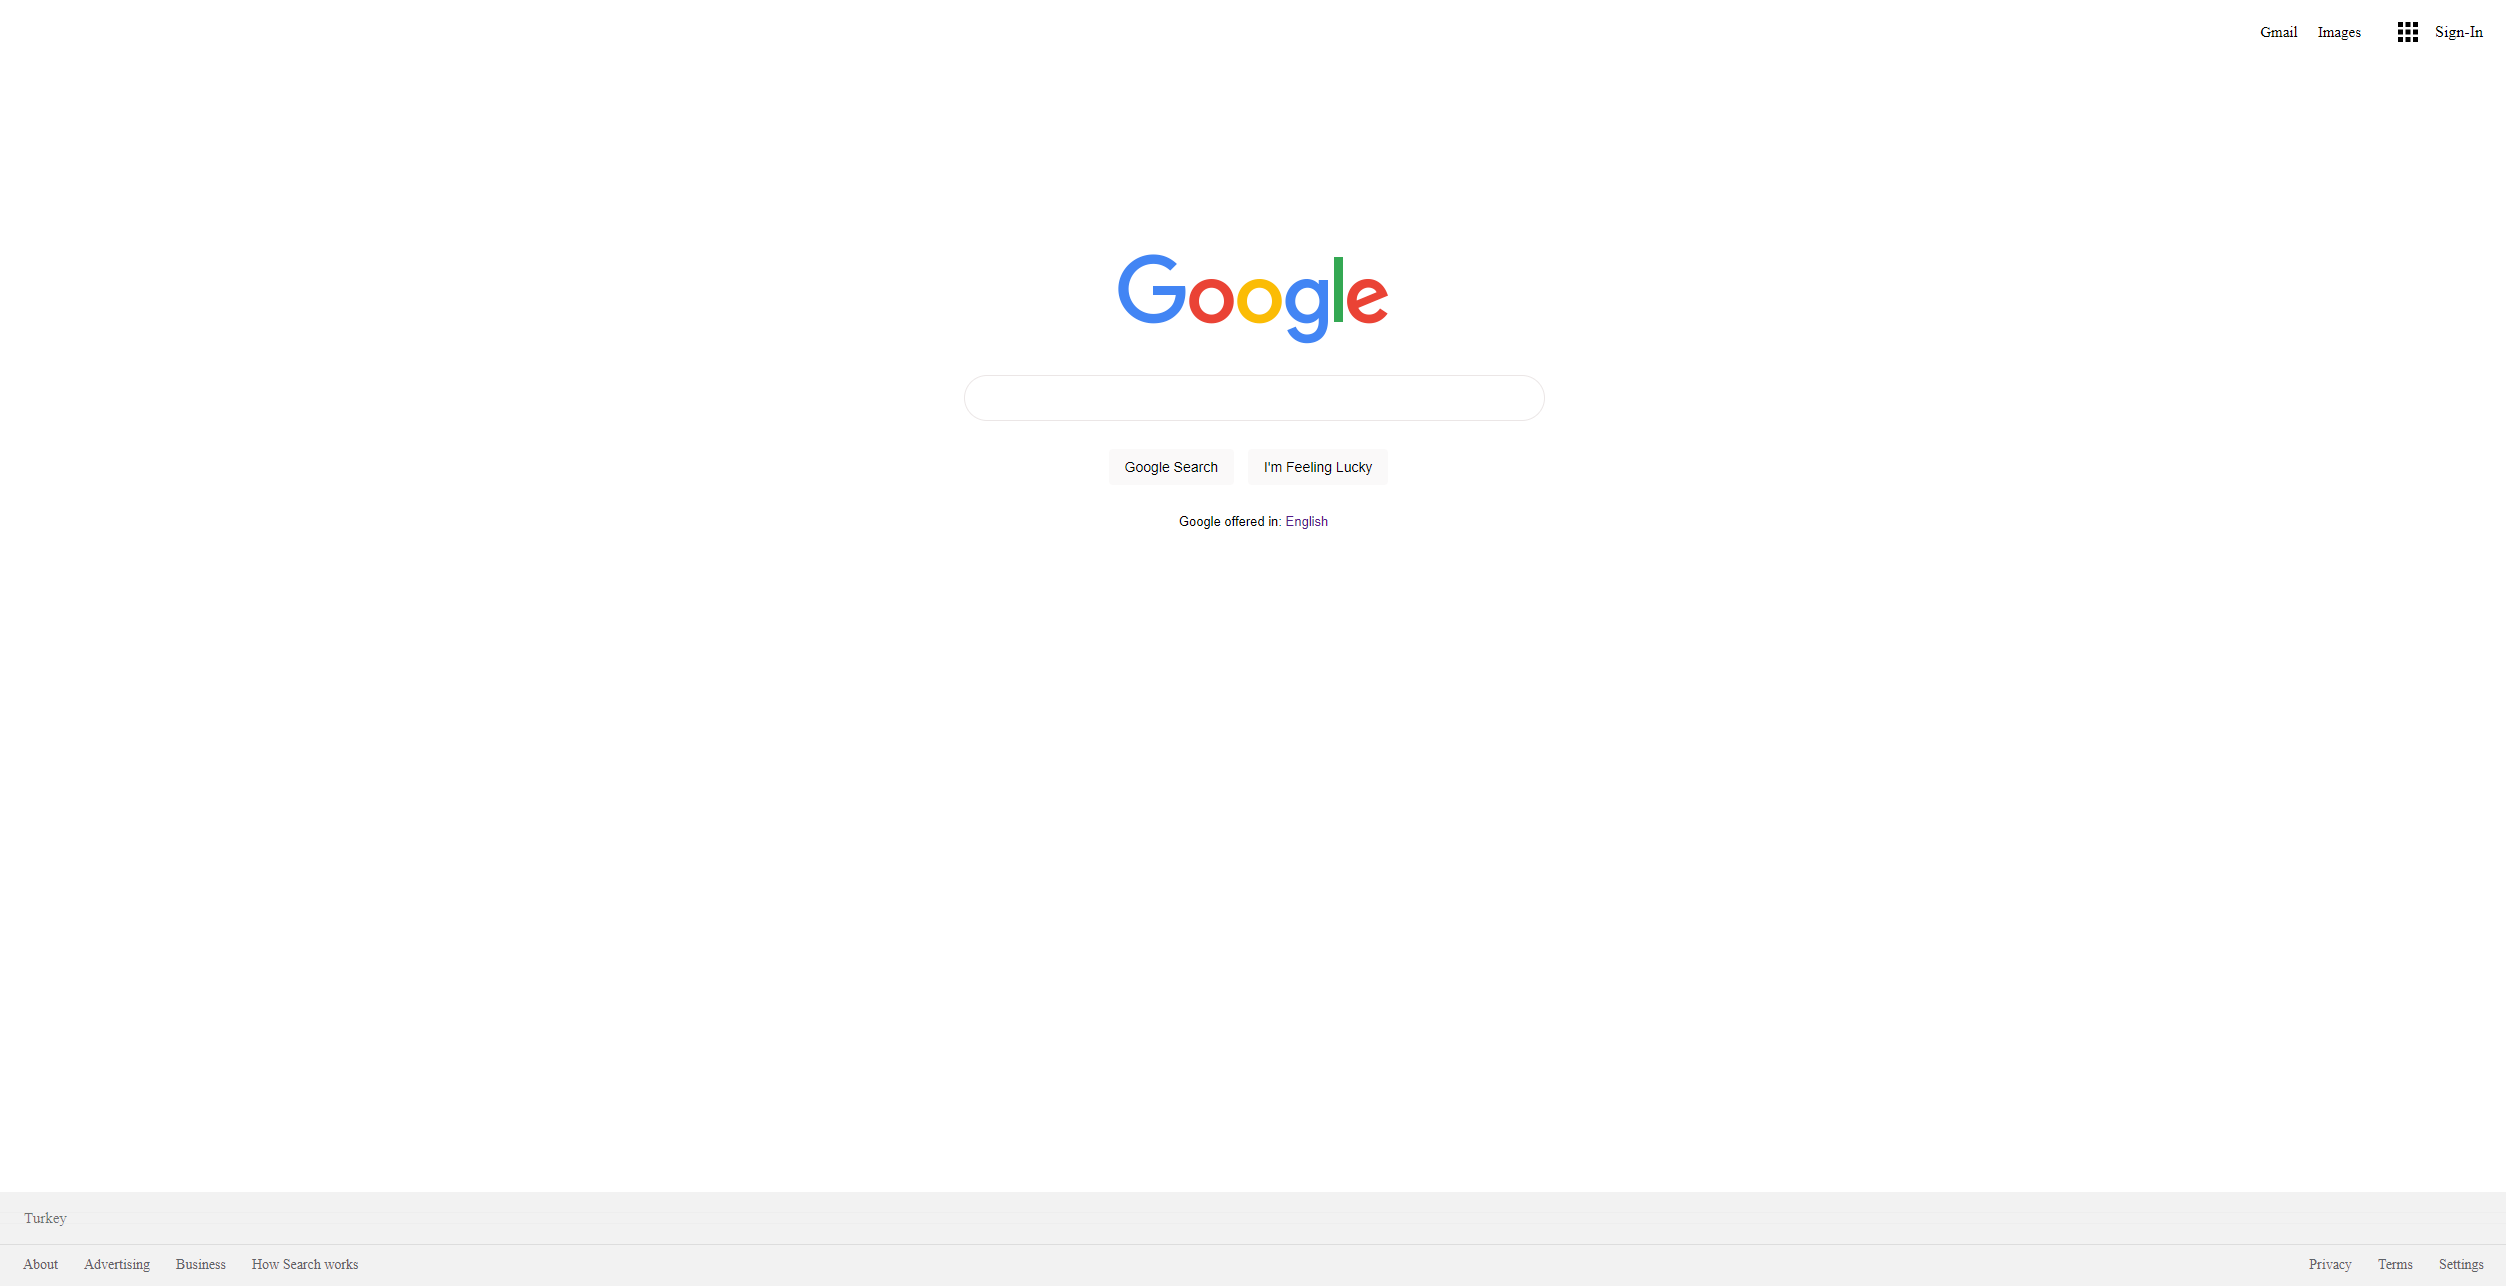 Gmail Images Sign-In
Google
Google Search I'm Feeling Lucky
Google offered in: English
Turkey
About Advertising Business How Search works Privacy Terms Settings